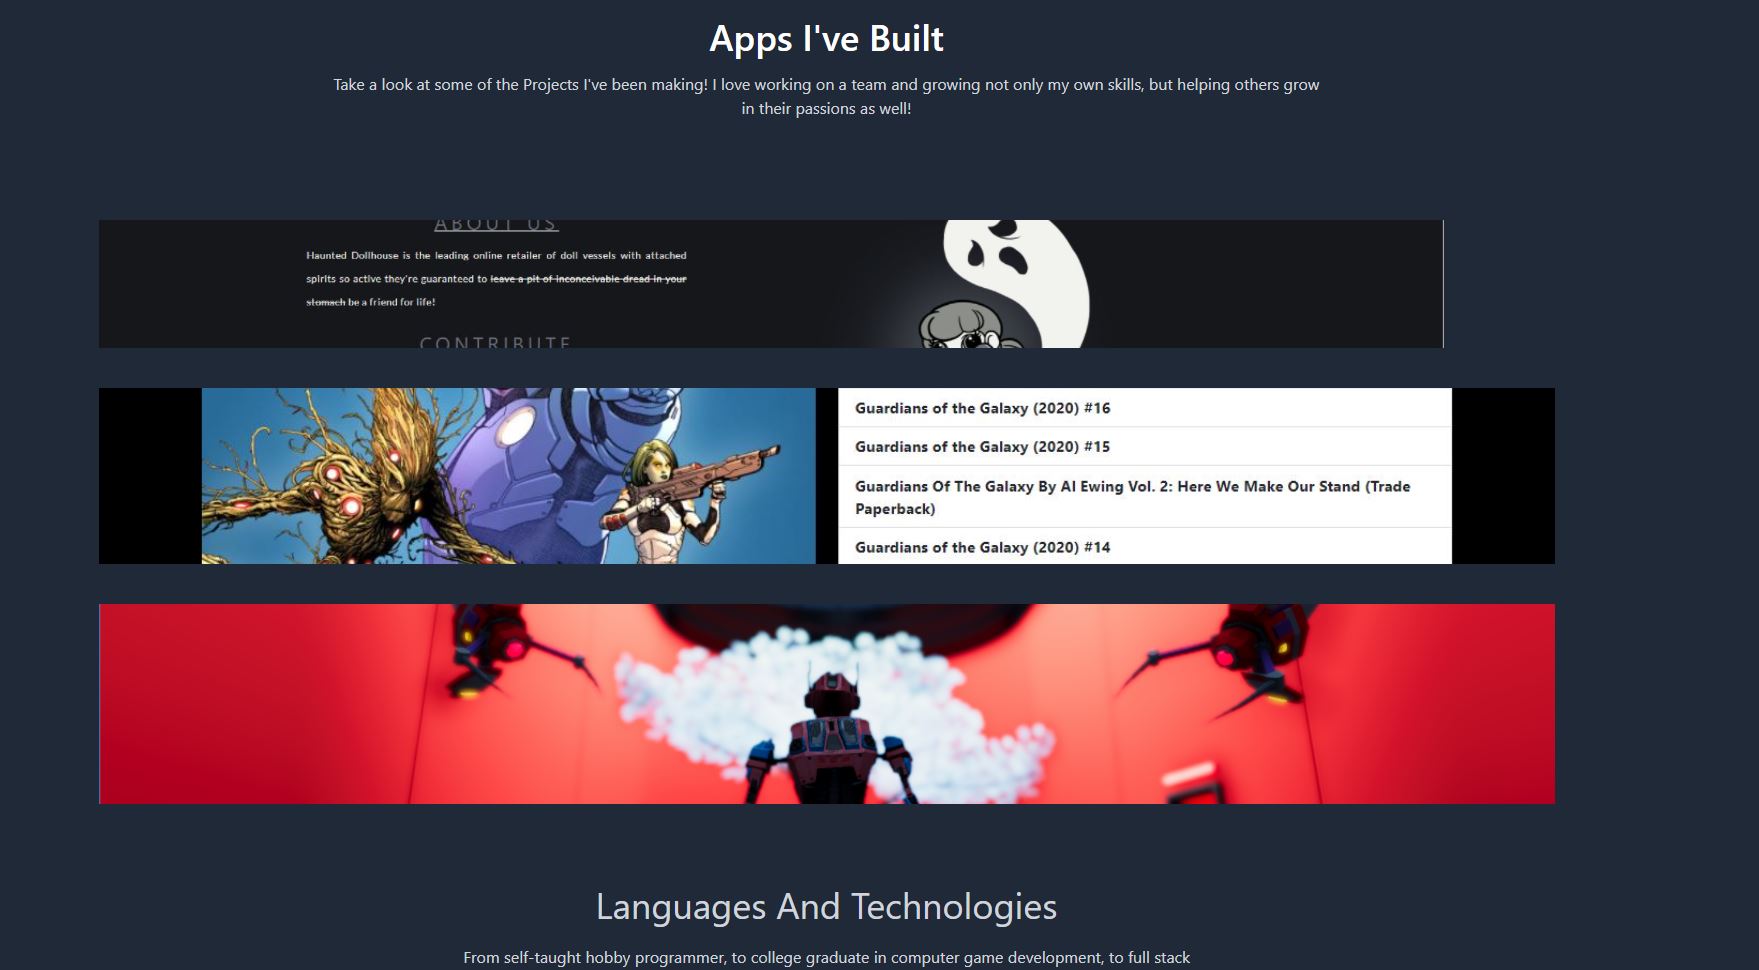 Apps I've Built
Take a look at some of the Projects I've been making! I love working on a team and growing not only my own skills, but helping others grow
in their passions as well!
ABOUT US
Haunted Dollhouse is the leading online retailer of doll vessels with attached
spirits so active they're guaranteed to leave a pit of inconceivable dread in your
stomach be a friend for life!
CONTRIBUTE
Guardians of the Galaxy (2020) #16
Guardians of the Galaxy (2020) #15
Guardians Of The Galaxy By Al Ewing Vol. 2: Here We Make Our Stand (Trade
Paperback)
Guardians of the Galaxy (2020) #14
Languages And Technologies
From self-taught hobby programmer, to college graduate in computer game development, to full stack